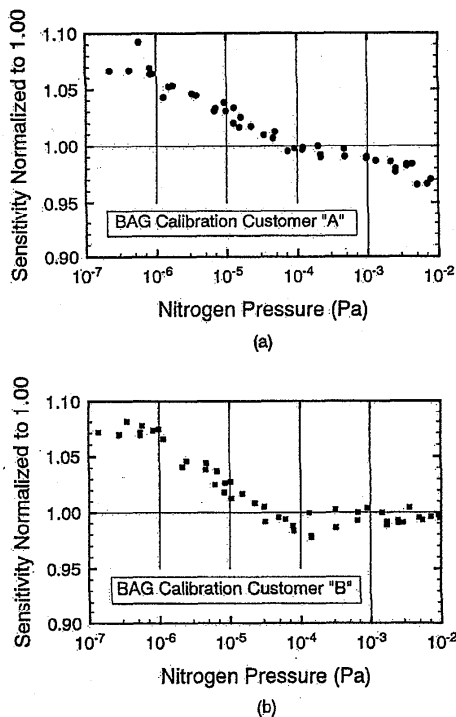 Sensitivity Normalized to 1.00
1.10
1.05
1.00
0.95
0.90
BAG Calibration Customer "A"
10-7
10-6
10-5
10-4
10-3
10-2
Nitrogen Pressure (Pa)
(a)
Sensitivity Normalized to 1.00
1.10
1.05
1.00
0.95
0.90
BAG Calibration Customer "B"
10-7
10-6
10-5
10-4
10-3
10-2
Nitrogen Pressure (Pa)
(b)